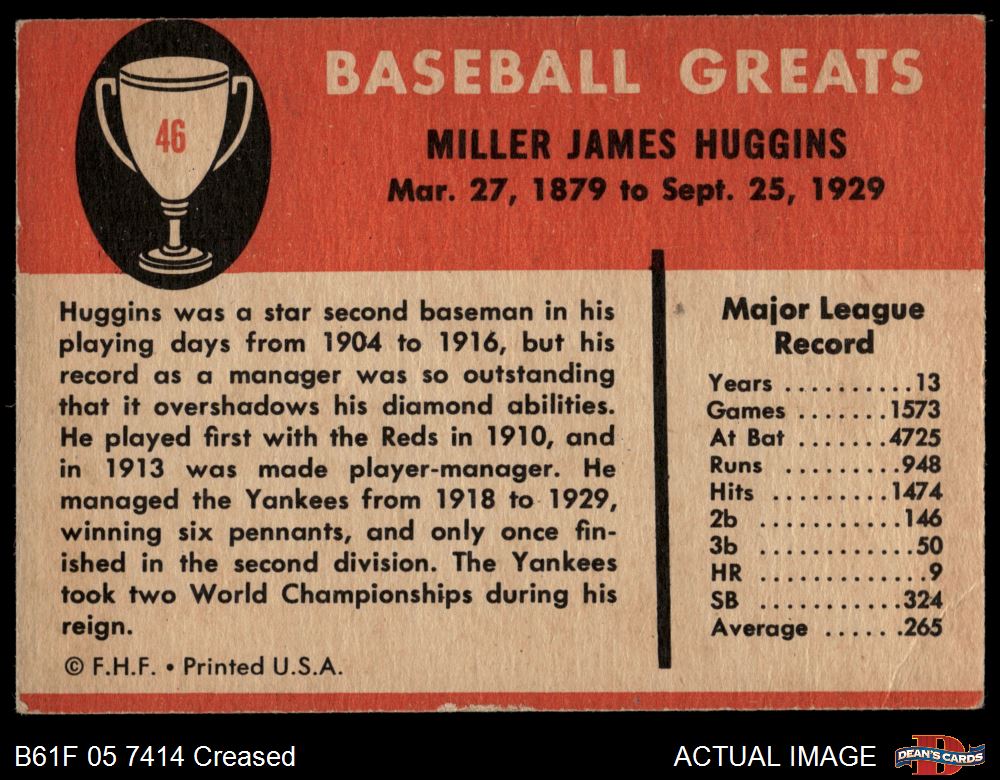 46
BASEBALL GREATS
MILLER JAMES HUGGINS
Mar. 27, 1879 to Sept. 25, 1929
Huggins was a star second baseman in his
playing days from 1904 to 1916, but his
record as a manager was so outstanding
that it overshadows his diamond abilities.
He played first with the Reds in 1910, and
in 1913 was made player-manager. He
managed the Yankees from 1918 to 1929,
winning six pennants, and only once fin-
ished in the second division. The Yankees
took two World Championships during his
reign.
© F.H.F. • Printed U.S.A.
Major League
Record
Years ..........13
Games .......1573
At Bat .......4725
Runs .........948
Hits .........1474
2b ..........146
3b ...........50
HR ............9
SB ..........324
Average ......265
B61F 05 7414 Creased
ACTUAL IMAGE
DEAN'S CARDS